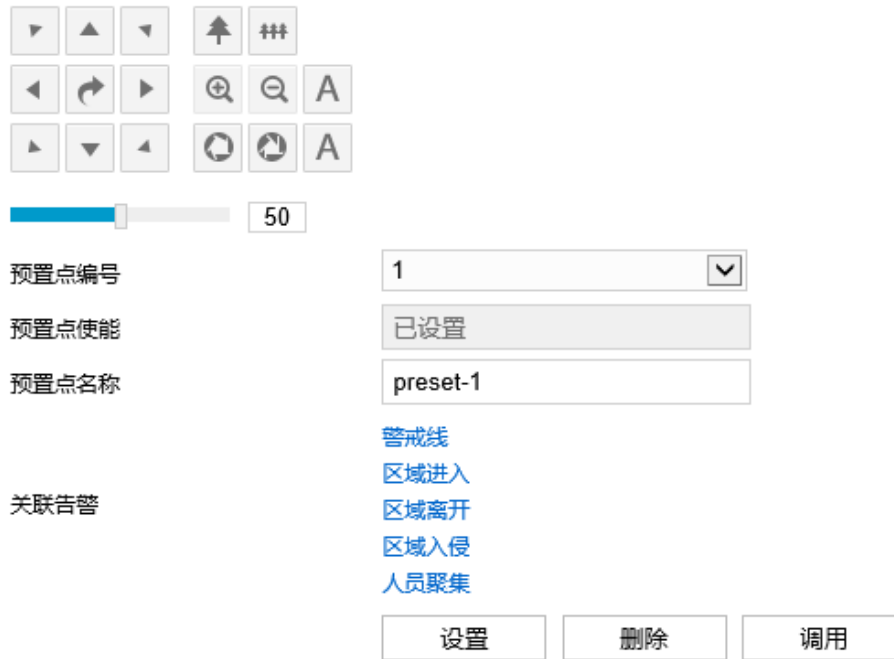 A
A
50
预置点编号
1
预置点使能
已设置
预置点名称
preset-1
关联告警
警戒线
区域进入
区域离开
区域入侵
人员聚集
设置
删除
调用